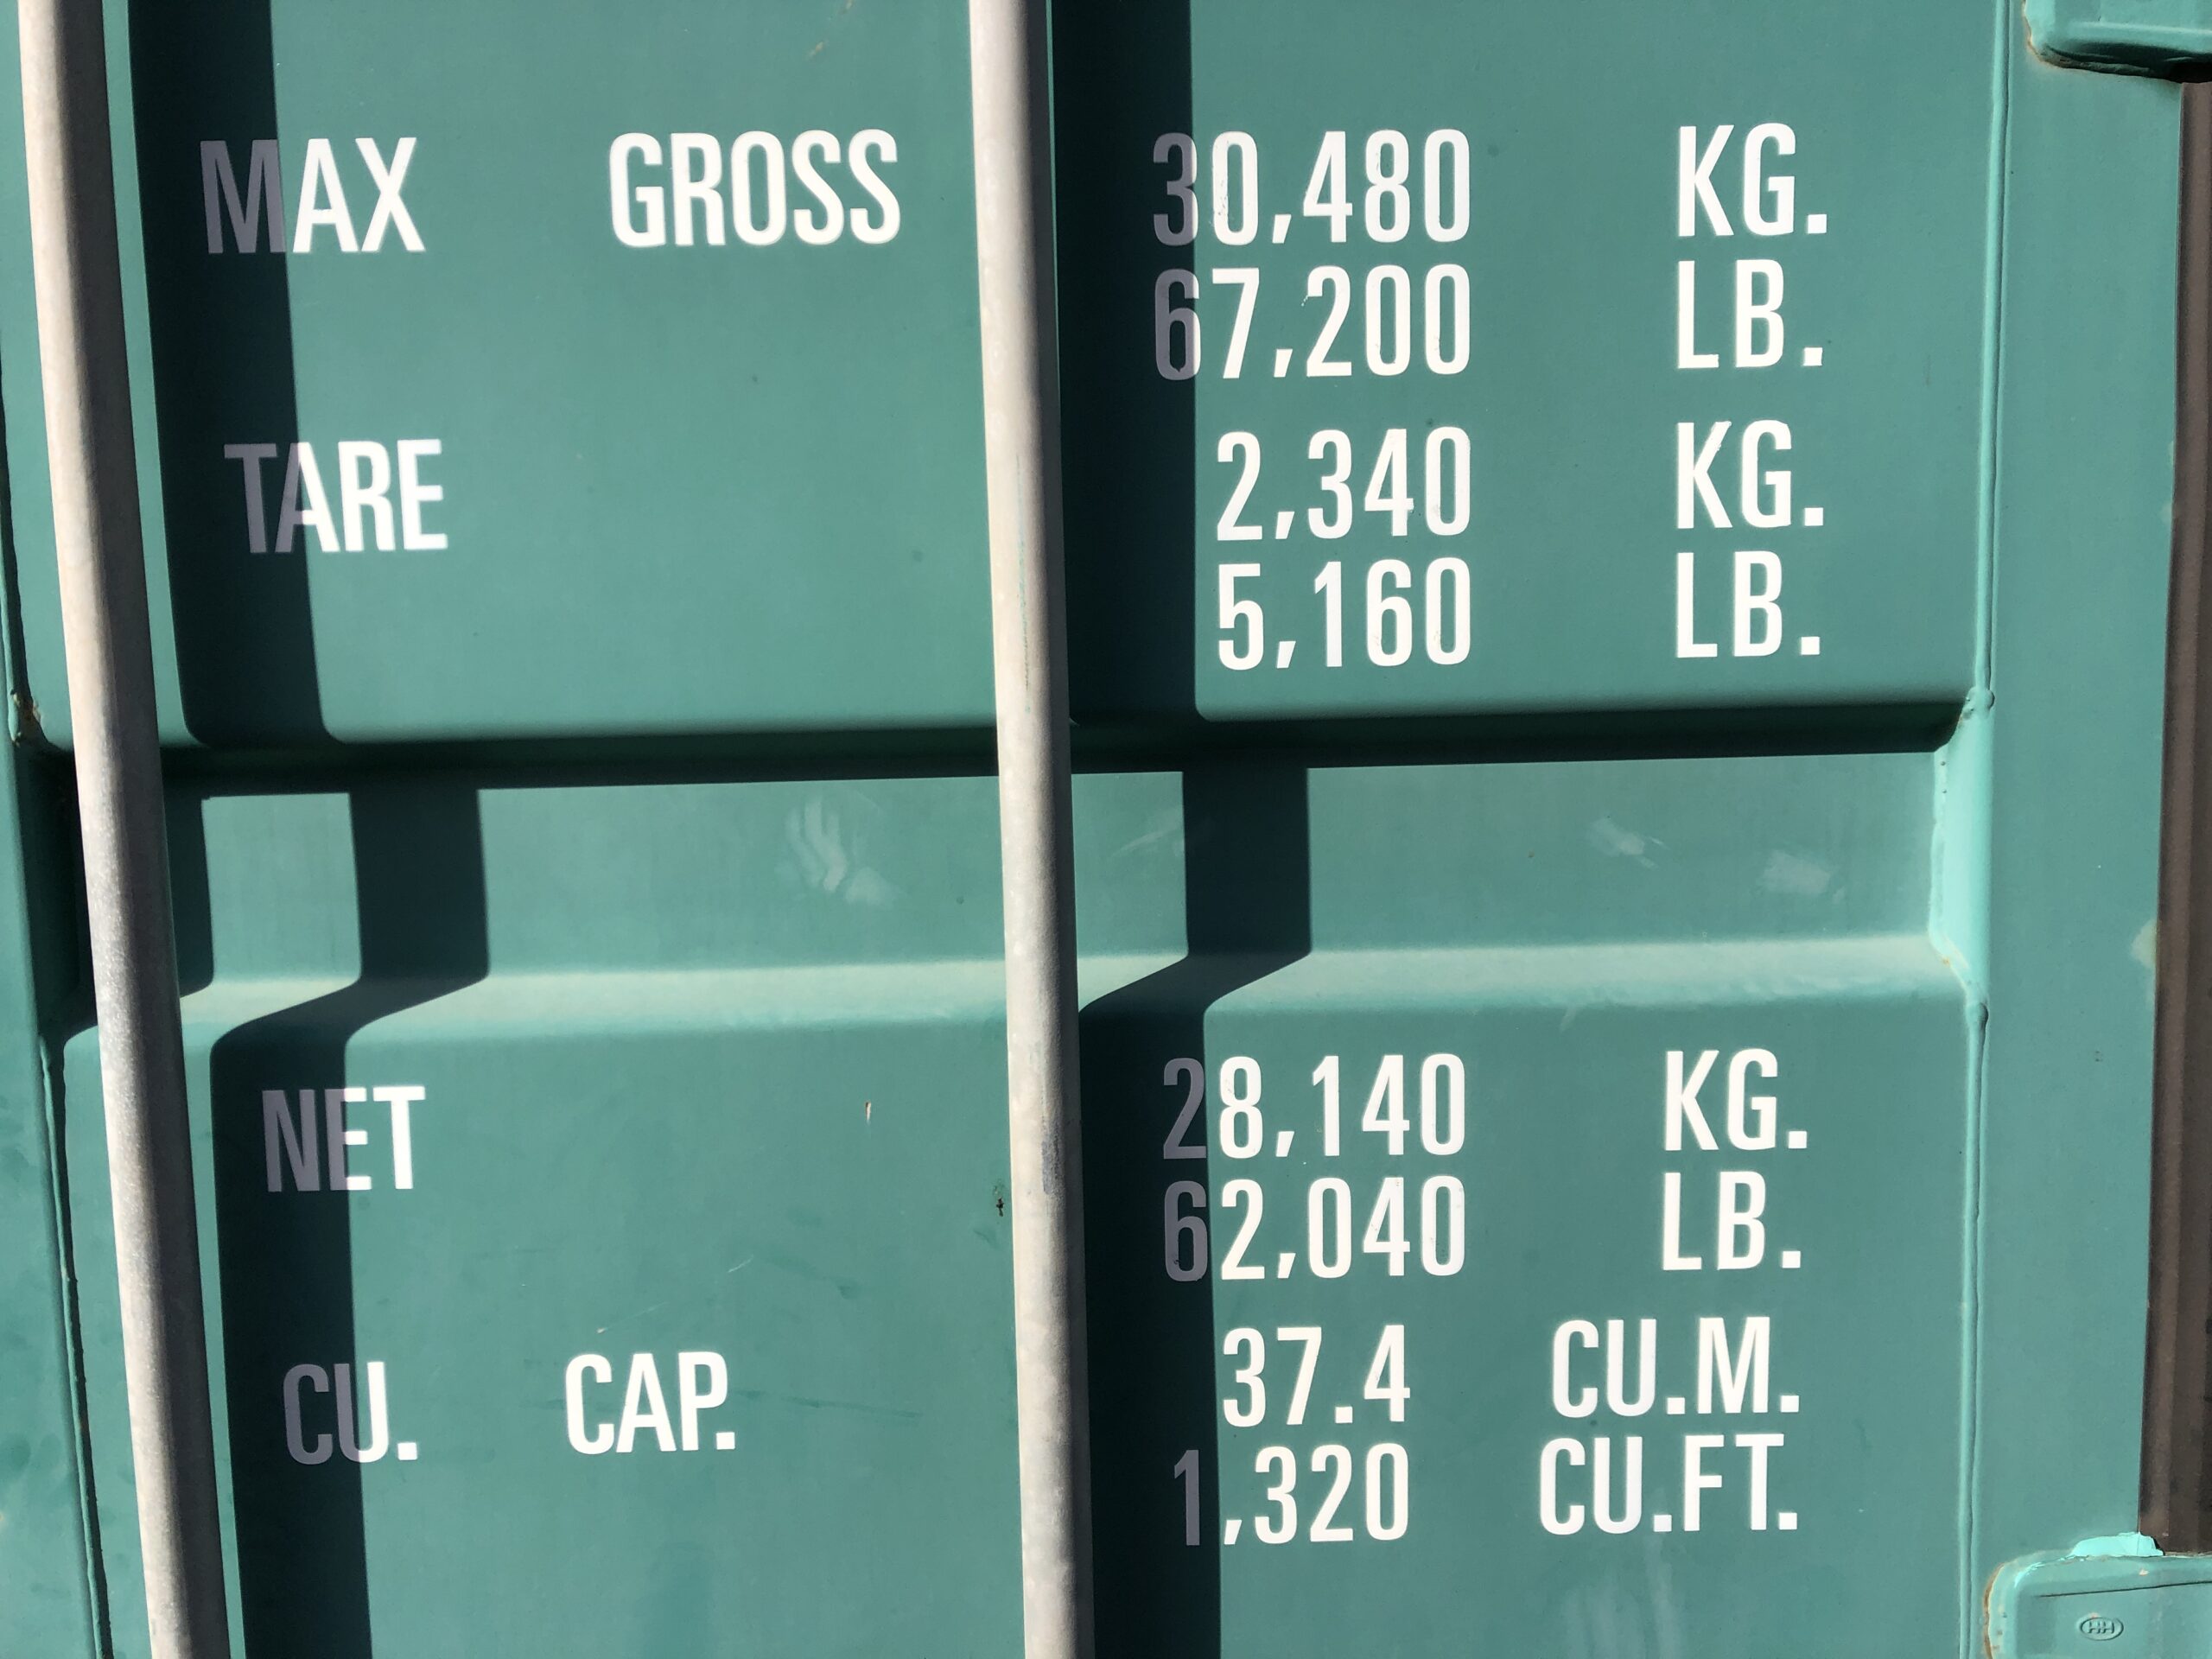 MAX GROSS 30,480 KG.
67,200 LB.
TARE 2,340 KG.
5,160 LB.
NET 28,140 KG.
62,040 LB.
CU. CAP. 37.4 CU.M.
1,320 CU.FT.